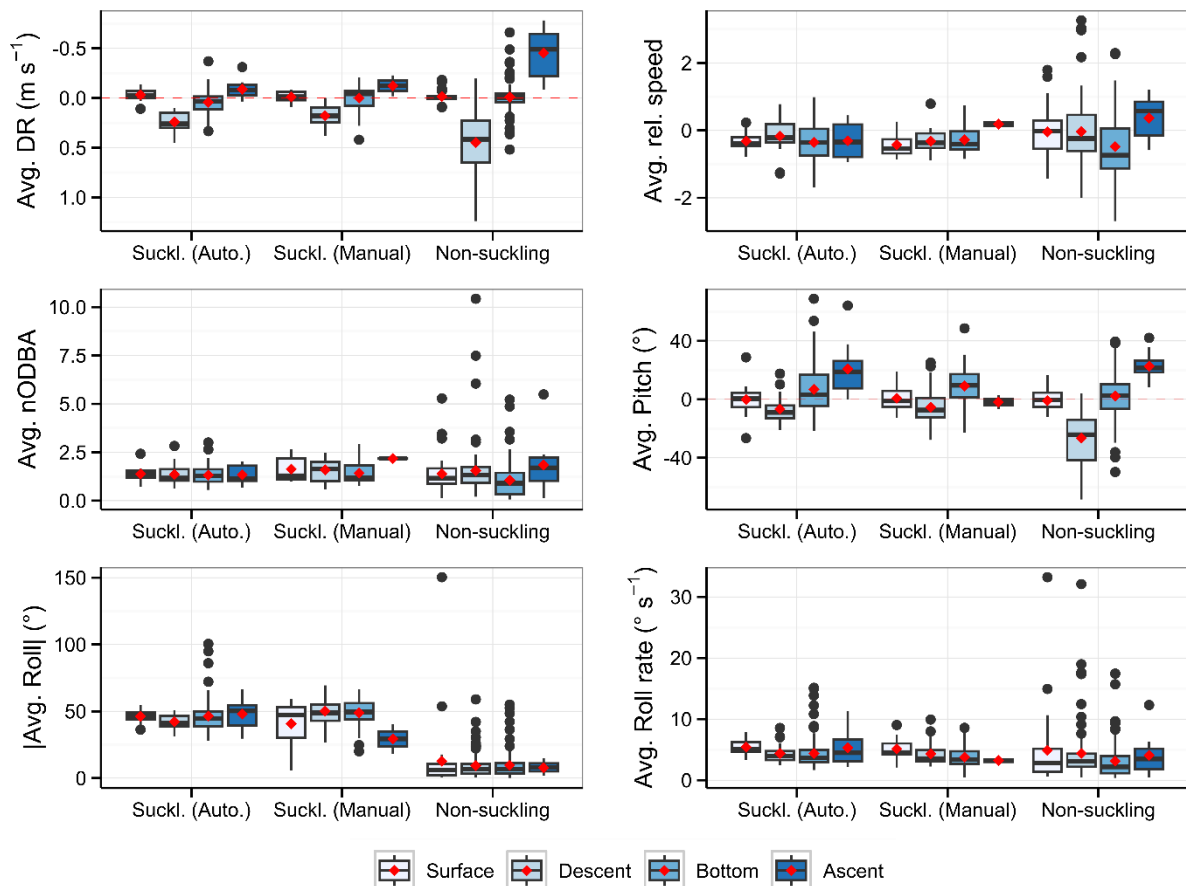 Avg. DR (m s⁻¹)
-0.5
0.0
0.5
1.0
Suckl. (Auto.) Suckl. (Manual) Non-suckling
Avg. rel. speed
2
0
-2
Suckl. (Auto.) Suckl. (Manual) Non-suckling
Avg. nODBA
10.0
7.5
5.0
2.5
0.0
Suckl. (Auto.) Suckl. (Manual) Non-suckling
Avg. Pitch (°)
40
0
-40
Suckl. (Auto.) Suckl. (Manual) Non-suckling
|Avg. Roll| (°)
150
100
50
0
Suckl. (Auto.) Suckl. (Manual) Non-suckling
Avg. Roll rate (° s⁻¹)
30
20
10
0
Suckl. (Auto.) Suckl. (Manual) Non-suckling
Surface Descent Bottom Ascent